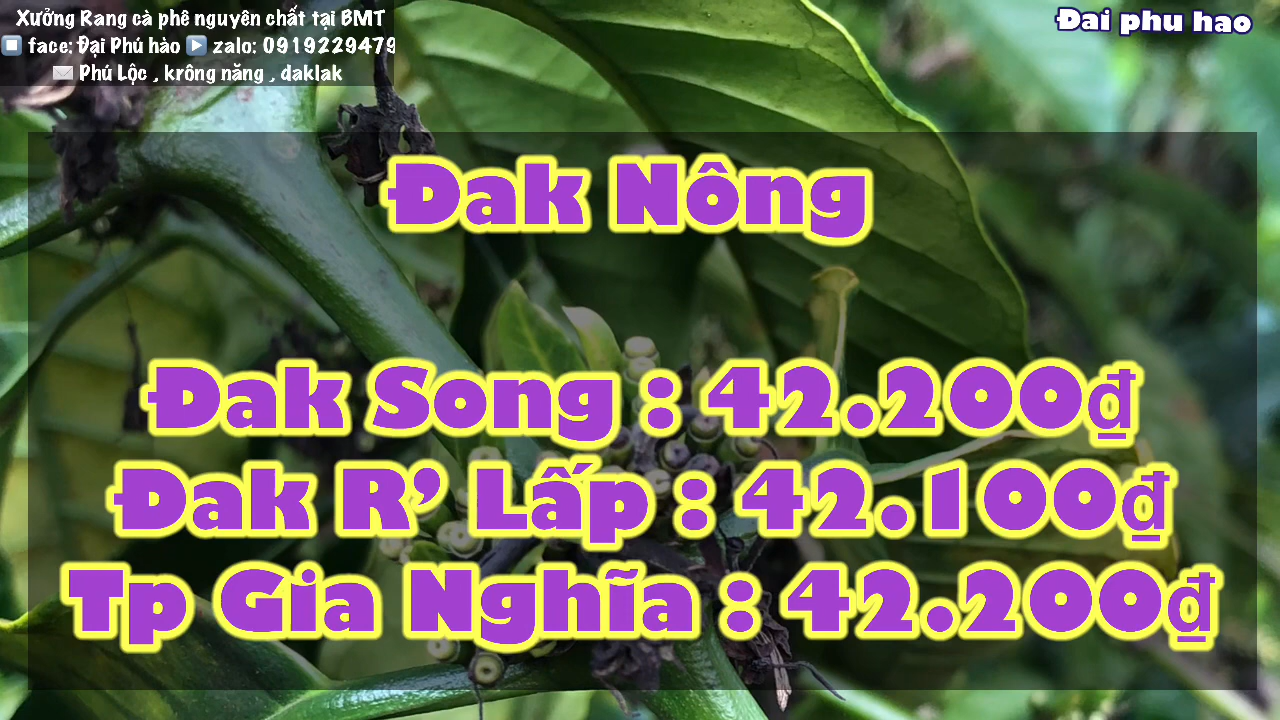 Xưởng Rang cà phê nguyên chất tại BMT
face: Đại Phú hào ▶ zalo: 0919229479
Phú Lộc , krông năng , daklak
Đai phu hao
Đak Nông
Đak Song : 42.200₫
Đak R’ Lấp : 42.100₫
Tp Gia Nghĩa : 42.200₫